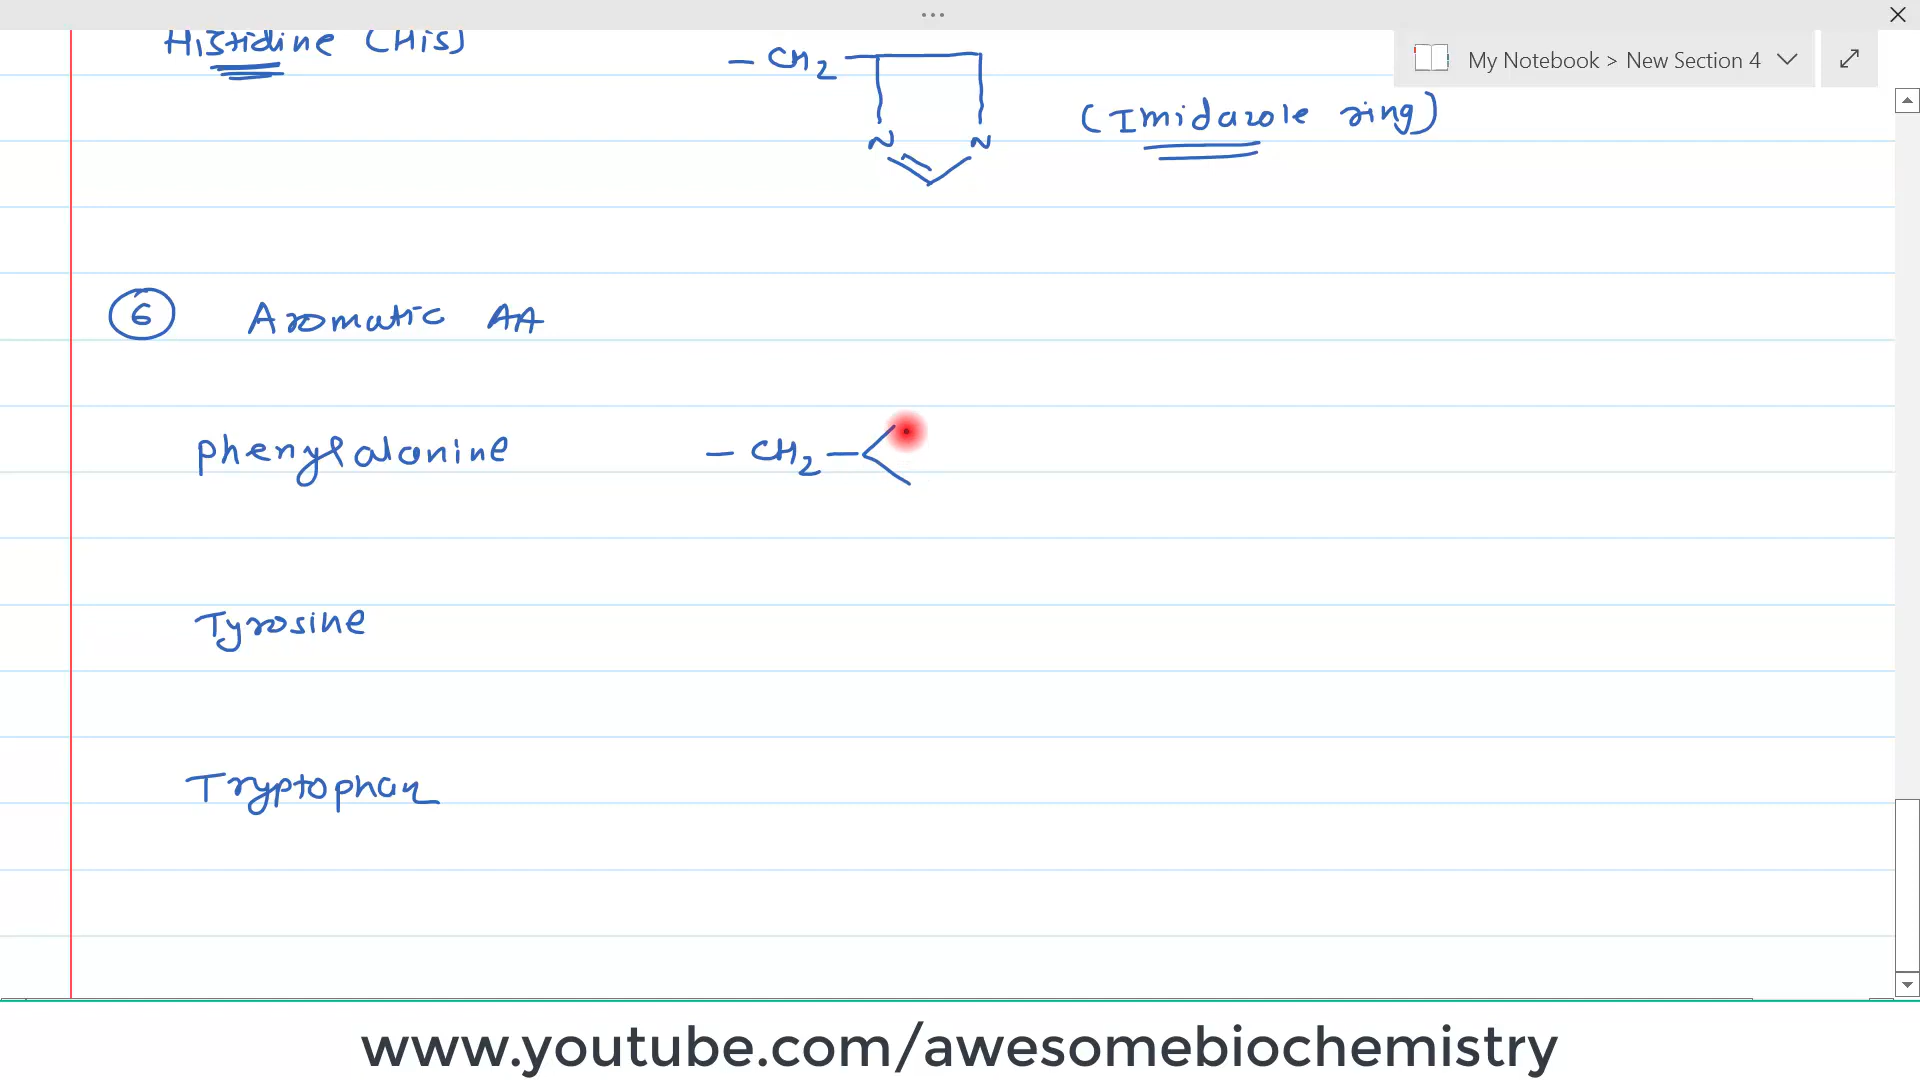 ...
My Notebook > New Section 4
Histidine (His)
- CH2
(Imidazole ring)
N N
6 Aromatic AA
phenylalanine - CH2 -
Tyrosine
Tryptophan
www.youtube.com/awesomebiochemistry